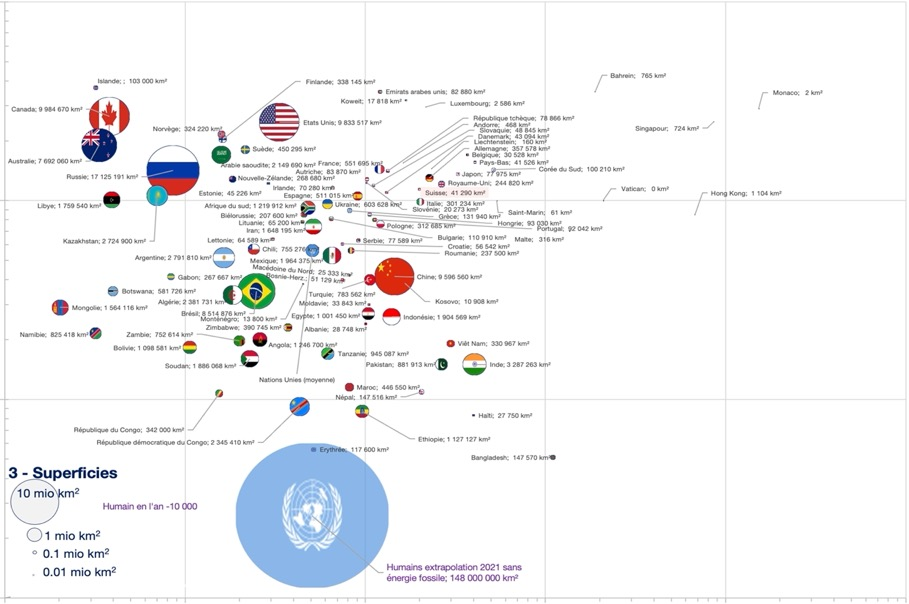 Islande; ; 103 000 km²
Finlande; 338 145 km²
Bahrein; 765 km²
Emirats arabes unis; 82 880 km²
Monaco; 2 km²
Koweit; 17 818 km²
Luxembourg; 2 586 km²
Canada; 9 984 670 km²
République tchèque; 78 866 km²
Andorre; 468 km²
Etats Unis; 9 833 517 km²
Norvège; 324 220 km²
Slovaquie; 48 845 km²
Singapour; 724 km²
Danemark; 43 094 km²
Liechtenstein; 160 km²
Suède; 450 295 km²
Allemagne; 357 578 km²
Belgique; 30 528 km²
Australie; 7 692 060 km²
Arabie saoudite; 2 149 690 km²
France; 551 695 km²
Pays-Bas; 41 526 km²
Autriche; 83 870 km²
Corée du Sud; 100 210 km²
Japon; 77 975 km²
Russie; 17 125 191 km²
Nouvelle-Zélande; 268 680 km²
Royaume-Uni; 244 820 km²
Irlande; 70 280 km²
Estonie; 45 226 km²
Espagne; 511 015 km²
Suisse; 41 290 km²
Vatican; 0 km²
Hong Kong; 1 104 km²
Libye; 1 759 540 km²
Afrique du sud; 1 219 912 km²
Ukraine; 603 628 km²
Italie; 301 234 km²
Slovénie; 20 273 km²
Saint-Marin; 61 km²
Biélorussie; 207 600 km²
Grèce; 131 940 km²
Lituanie; 65 200 km²
Hongrie; 93 030 km²
Pologne; 312 685 km²
Portugal; 92 042 km²
Iran; 1 648 195 km²
Kazakhstan; 2 724 900 km²
Lettonie; 64 589 km²
Serbie; 77 589 km²
Bulgarie; 110 910 km²
Malte; 316 km²
Croatie; 56 542 km²
Chili; 755 276
Roumanie; 237 500 km²
Argentine; 2 791 810 km²
Mexique; 1 964 375 km²
Macédoine du Nord; 25 333 km²
Gabon; 267 667 km²
Bosnie-Herz.; 51 129 km²
Chine; 9 596 560 km²
Botswana; 581 726 km²
Turquie; 783 562 km²
Kosovo; 10 908 km²
Algérie; 2 381 731 km²
Moldavie; 33 843 km²
Mongolie; 1 564 116 km²
Brésil; 8 514 876 km²
Monténégro; 13 800 km²
Egypte; 1 001 450 km²
Indonésie; 1 904 569 km²
Zimbabwe; 390 745 km²
Albanie; 28 748 km²
Namibie; 825 418 km²
Zambie; 752 614 km²
Angola; 1 246 700 km²
Viêt Nam; 330 967 km²
Bolivie; 1 098 581 km²
Tanzanie; 945 087 km²
Soudan; 1 886 068 km²
Pakistan; 881 913 km²
Inde; 3 287 263 km²
Nations Unies (moyenne)
Maroc; 446 550 km²
Népal; 147 516 km²
Haïti; 27 750 km²
République du Congo; 342 000 km²
République démocratique du Congo; 2 345 410 km²
Ethiopie; 1 127 127 km²
Erythrée; 117 600 km²
Bangladesh; 147 570 km²
3 - Superficies
10 mio km²
Humain en l'an -10 000
1 mio km²
0.1 mio km²
0.01 mio km²
Humains extrapolation 2021 sans
énergie fossile; 148 000 000 km²